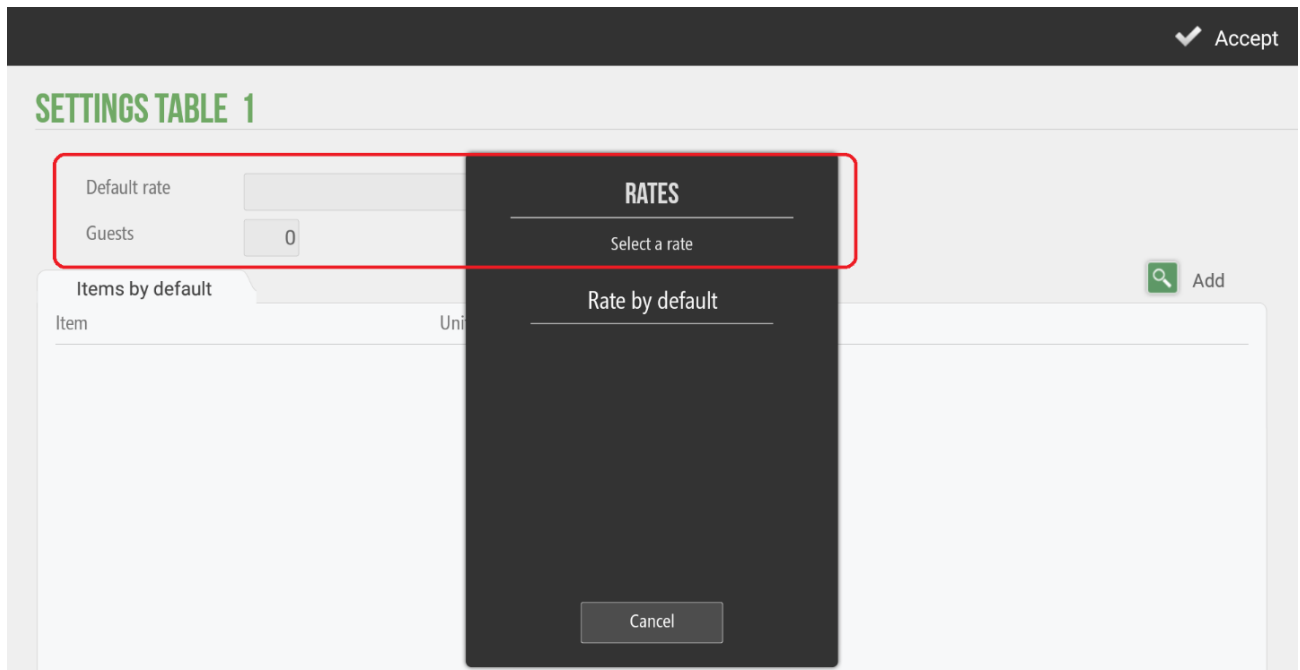 Accept
SETTINGS TABLE 1
Default rate
Guests 0
RATES
Select a rate
Rate by default
Cancel
Items by default
Add
Item Uni